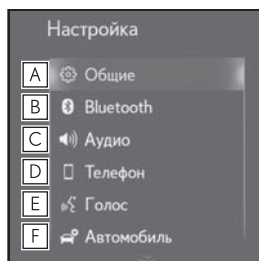 Настройка
A Общие
B Bluetooth
C Аудио
D Телефон
E Голос
F Автомобиль